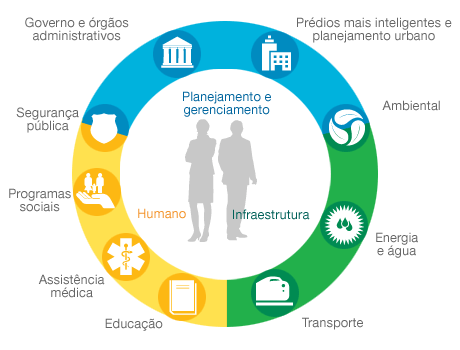 Governo e órgãos
administrativos
Prédios mais inteligentes e
planejamento urbano
Planejamento e
gerenciamento
Segurança
pública
Ambiental
Programas
sociais
Humano
Infraestrutura
Energia
e água
Assistência
médica
Educação
Transporte